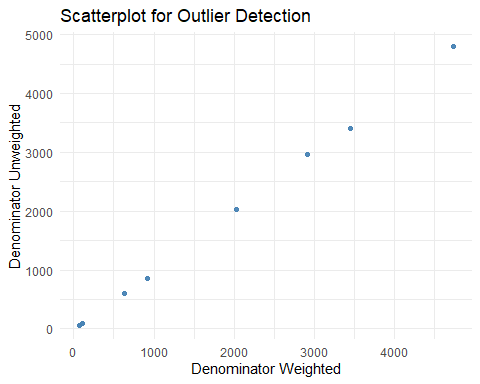 Scatterplot for Outlier Detection
5000
4000
3000
2000
1000
0
Denominator Unweighted
0 1000 2000 3000 4000
Denominator Weighted